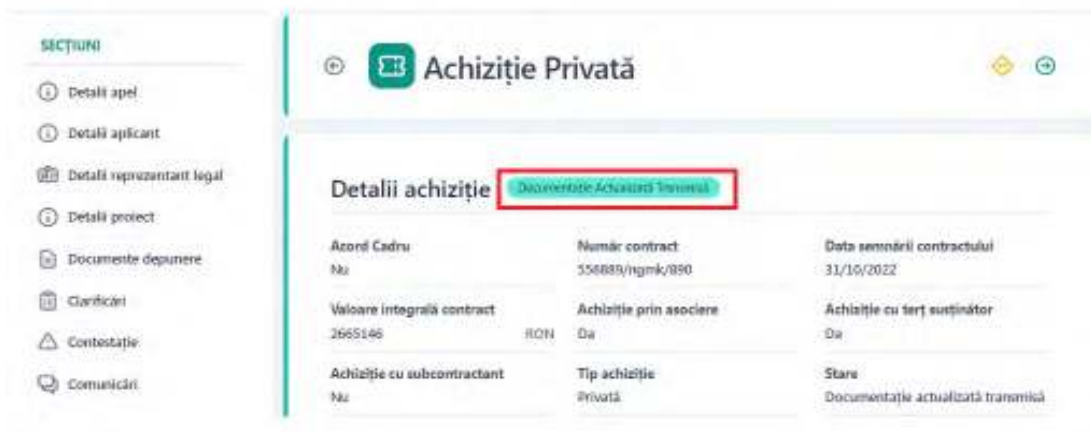 SECȚIUNI
Detalii apel
Detalii aplicant
Detalii reprezentant legal
Detalii proiect
Documente depunere
Clarificări
Contestație
Comunicări
Achiziție Privată
Detalii achiziție Documentație Actualizată Transmisă
Acord Cadru Număr contract Data semnării contractului
Nu 556889/ngmk/890 31/10/2022
Valoare integrală contract Achiziție prin asociere Achiziție cu terț susținător
2665146 RON Da Da
Achiziție cu subcontractant Tip achiziție Stare
Nu Privată Documentație actualizată transmisă